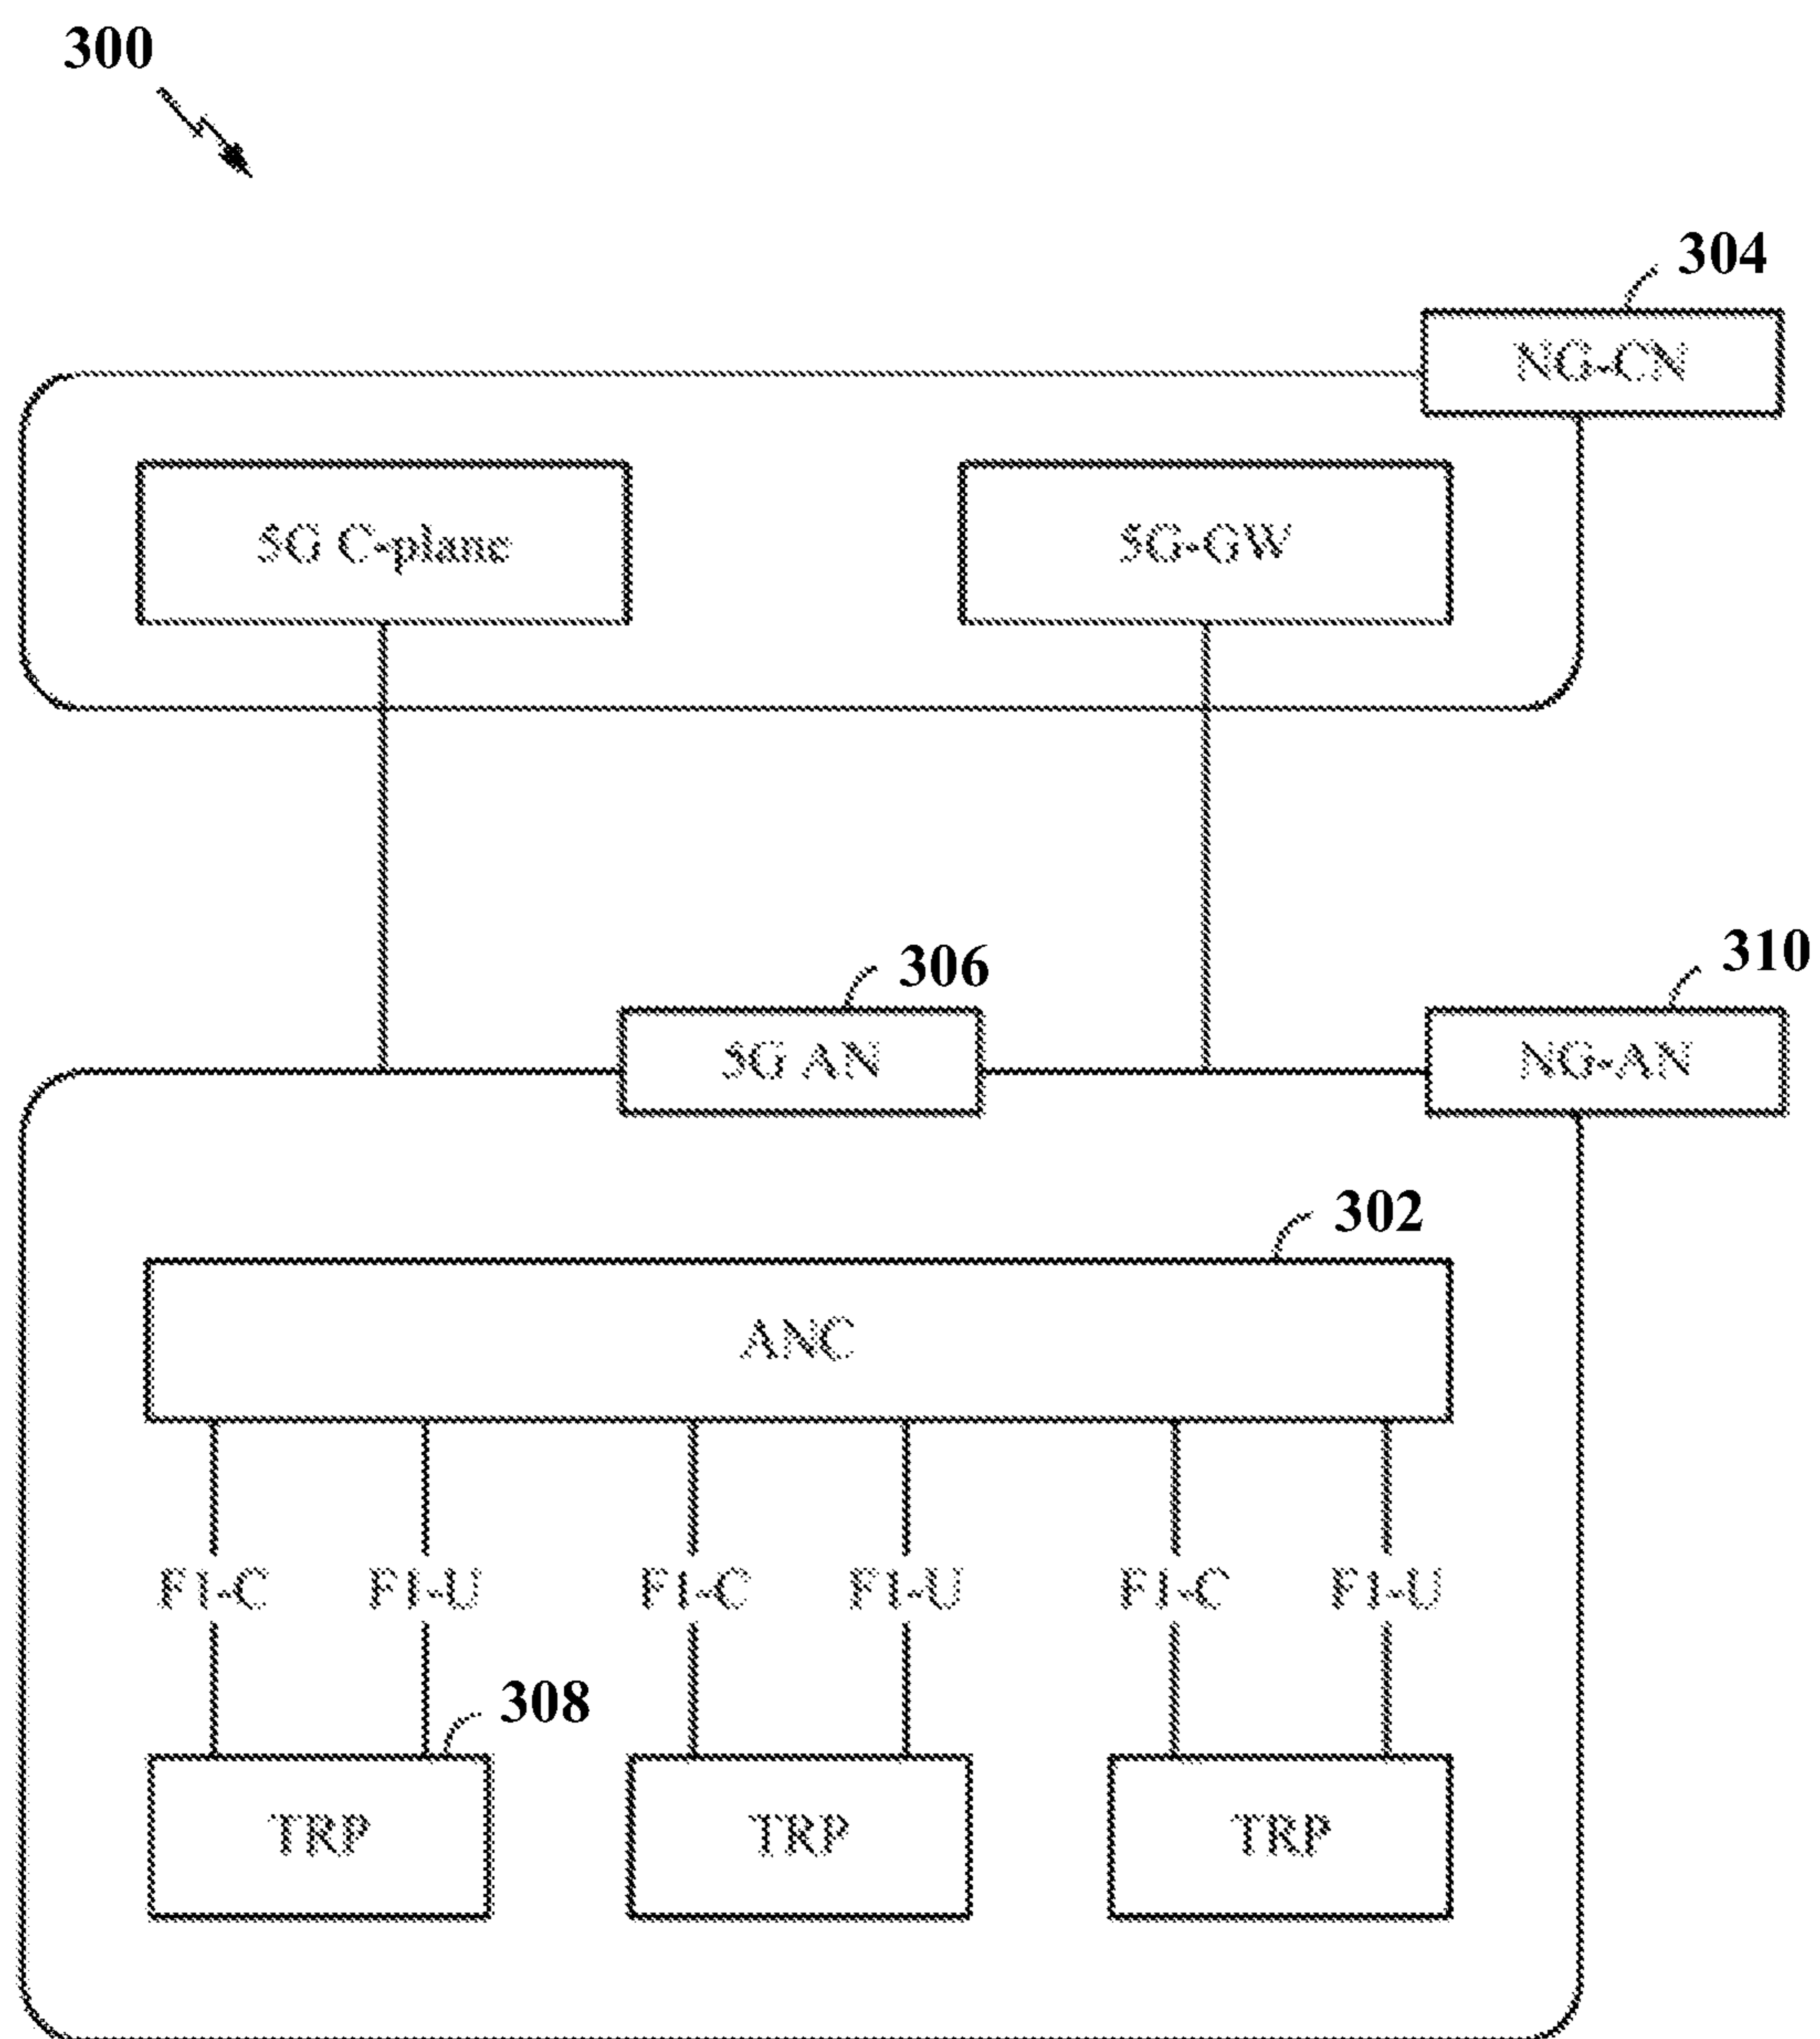 300
304
NG-CN
5G C-plane
5G-GW
306
310
5G AN
NG-AN
302
ANC
F1-C
F1-U
F1-C
F1-U
F1-C
F1-U
308
TRP
TRP
TRP